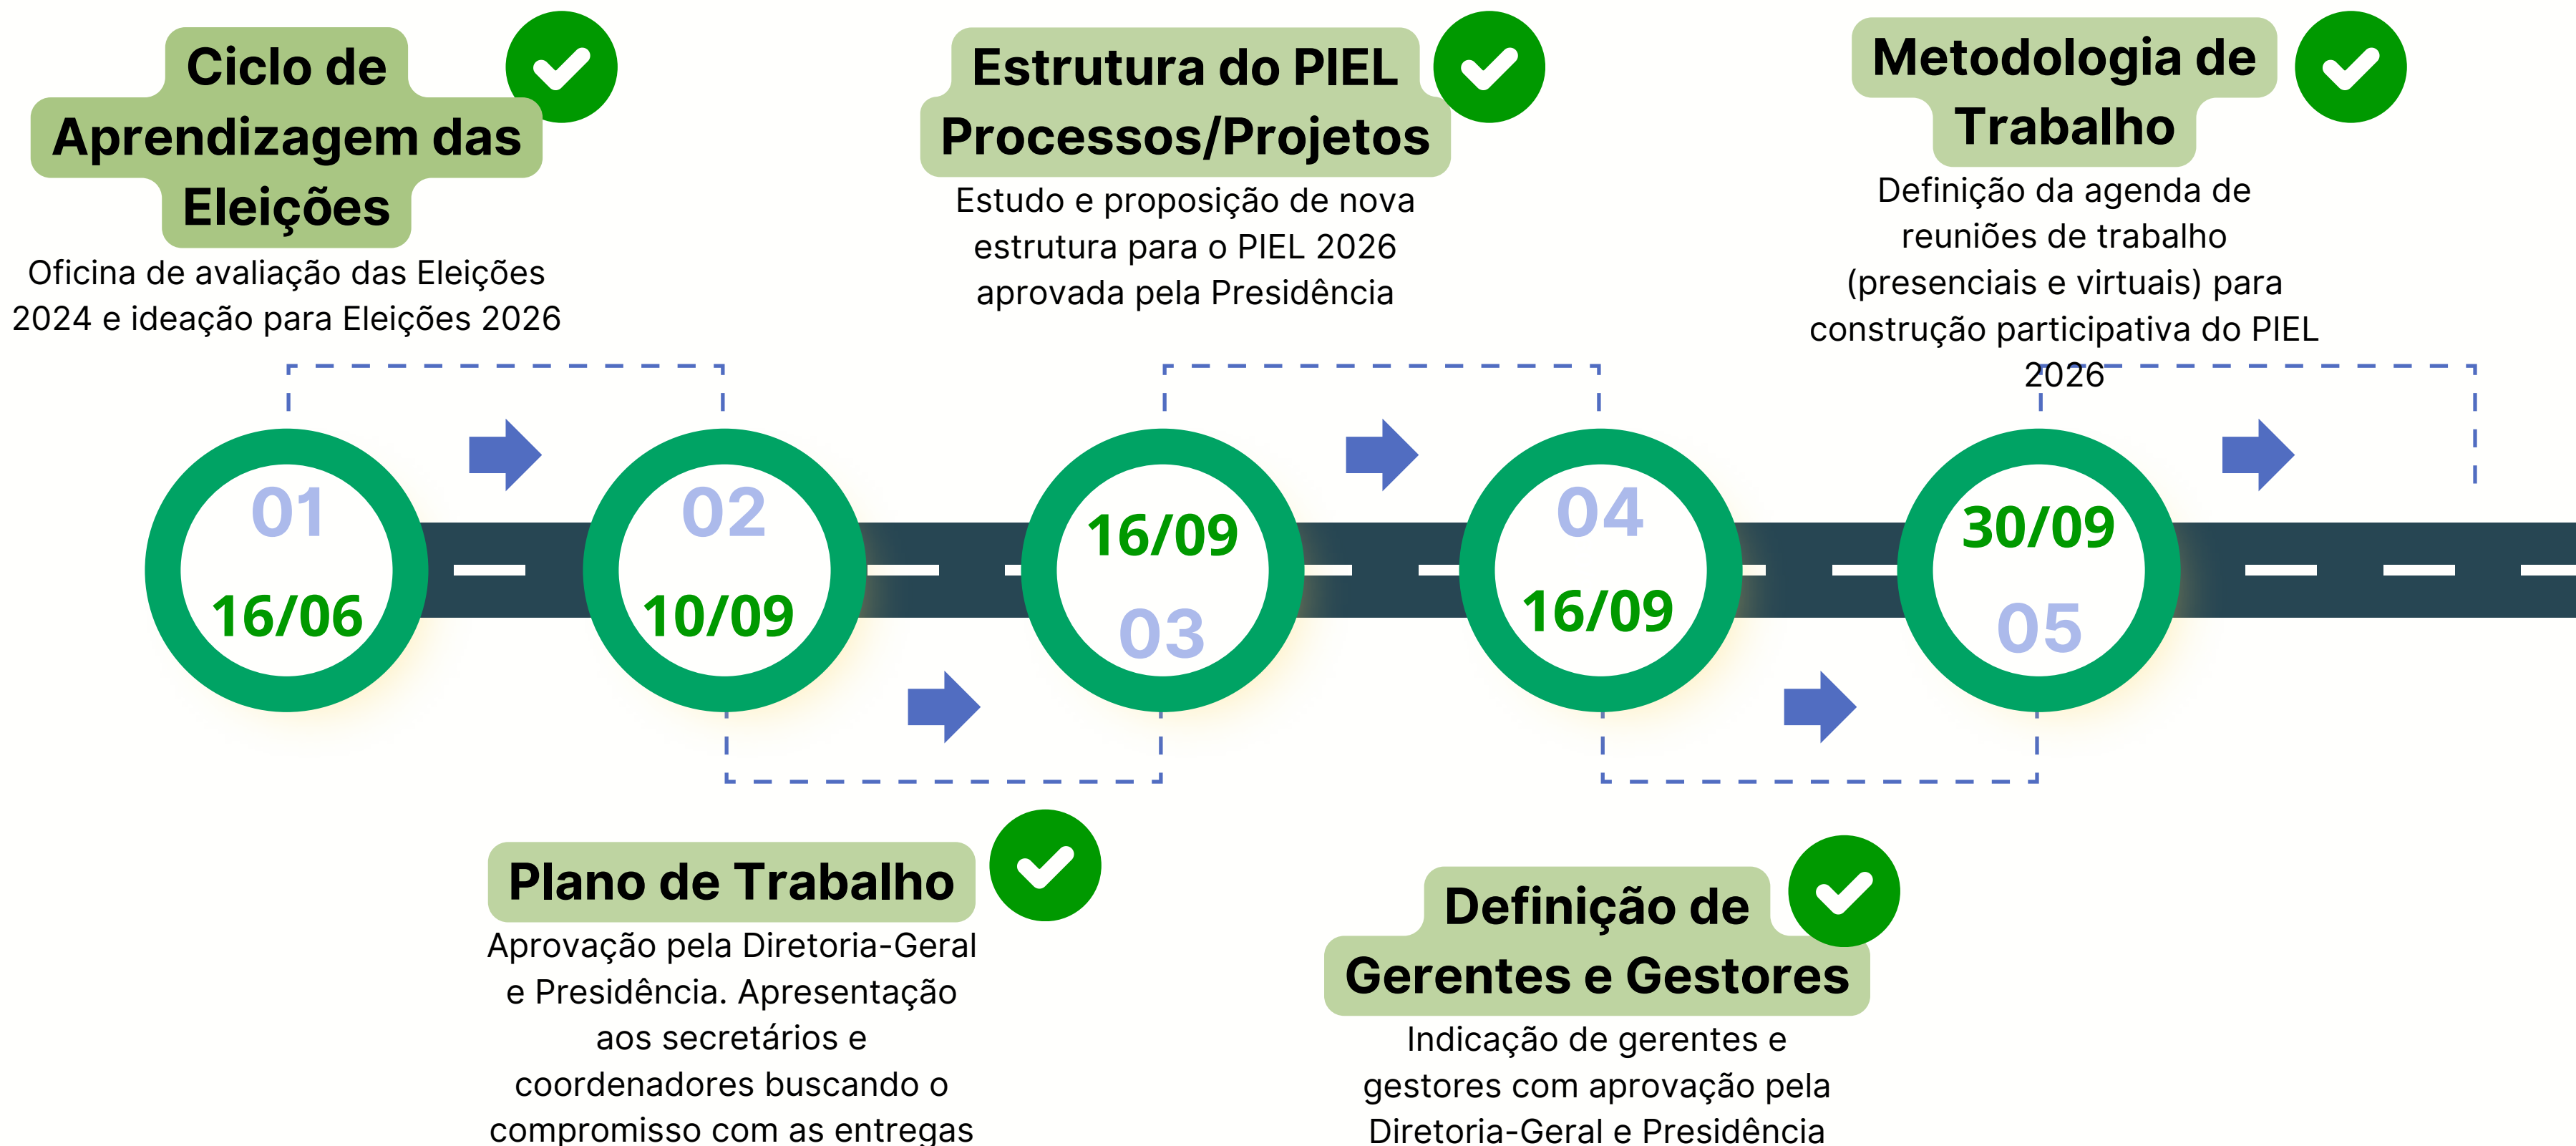 Ciclo de
Aprendizagem das
Eleições
Oficina de avaliação das Eleições
2024 e ideação para Eleições 2026
Estrutura do PIEL
Processos/Projetos
Estudo e proposição de nova
estrutura para o PIEL 2026
aprovada pela Presidência
Metodologia de
Trabalho
Definição da agenda de
reuniões de trabalho
(presenciais e virtuais) para
construção participativa do PIEL
2026
01
16/06
02
10/09
16/09
03
04
16/09
30/09
05
Plano de Trabalho
Aprovação pela Diretoria-Geral
e Presidência. Apresentação
aos secretários e
coordenadores buscando o
compromisso com as entregas
Definição de
Gerentes e Gestores
Indicação de gerentes e
gestores com aprovação pela
Diretoria-Geral e Presidência